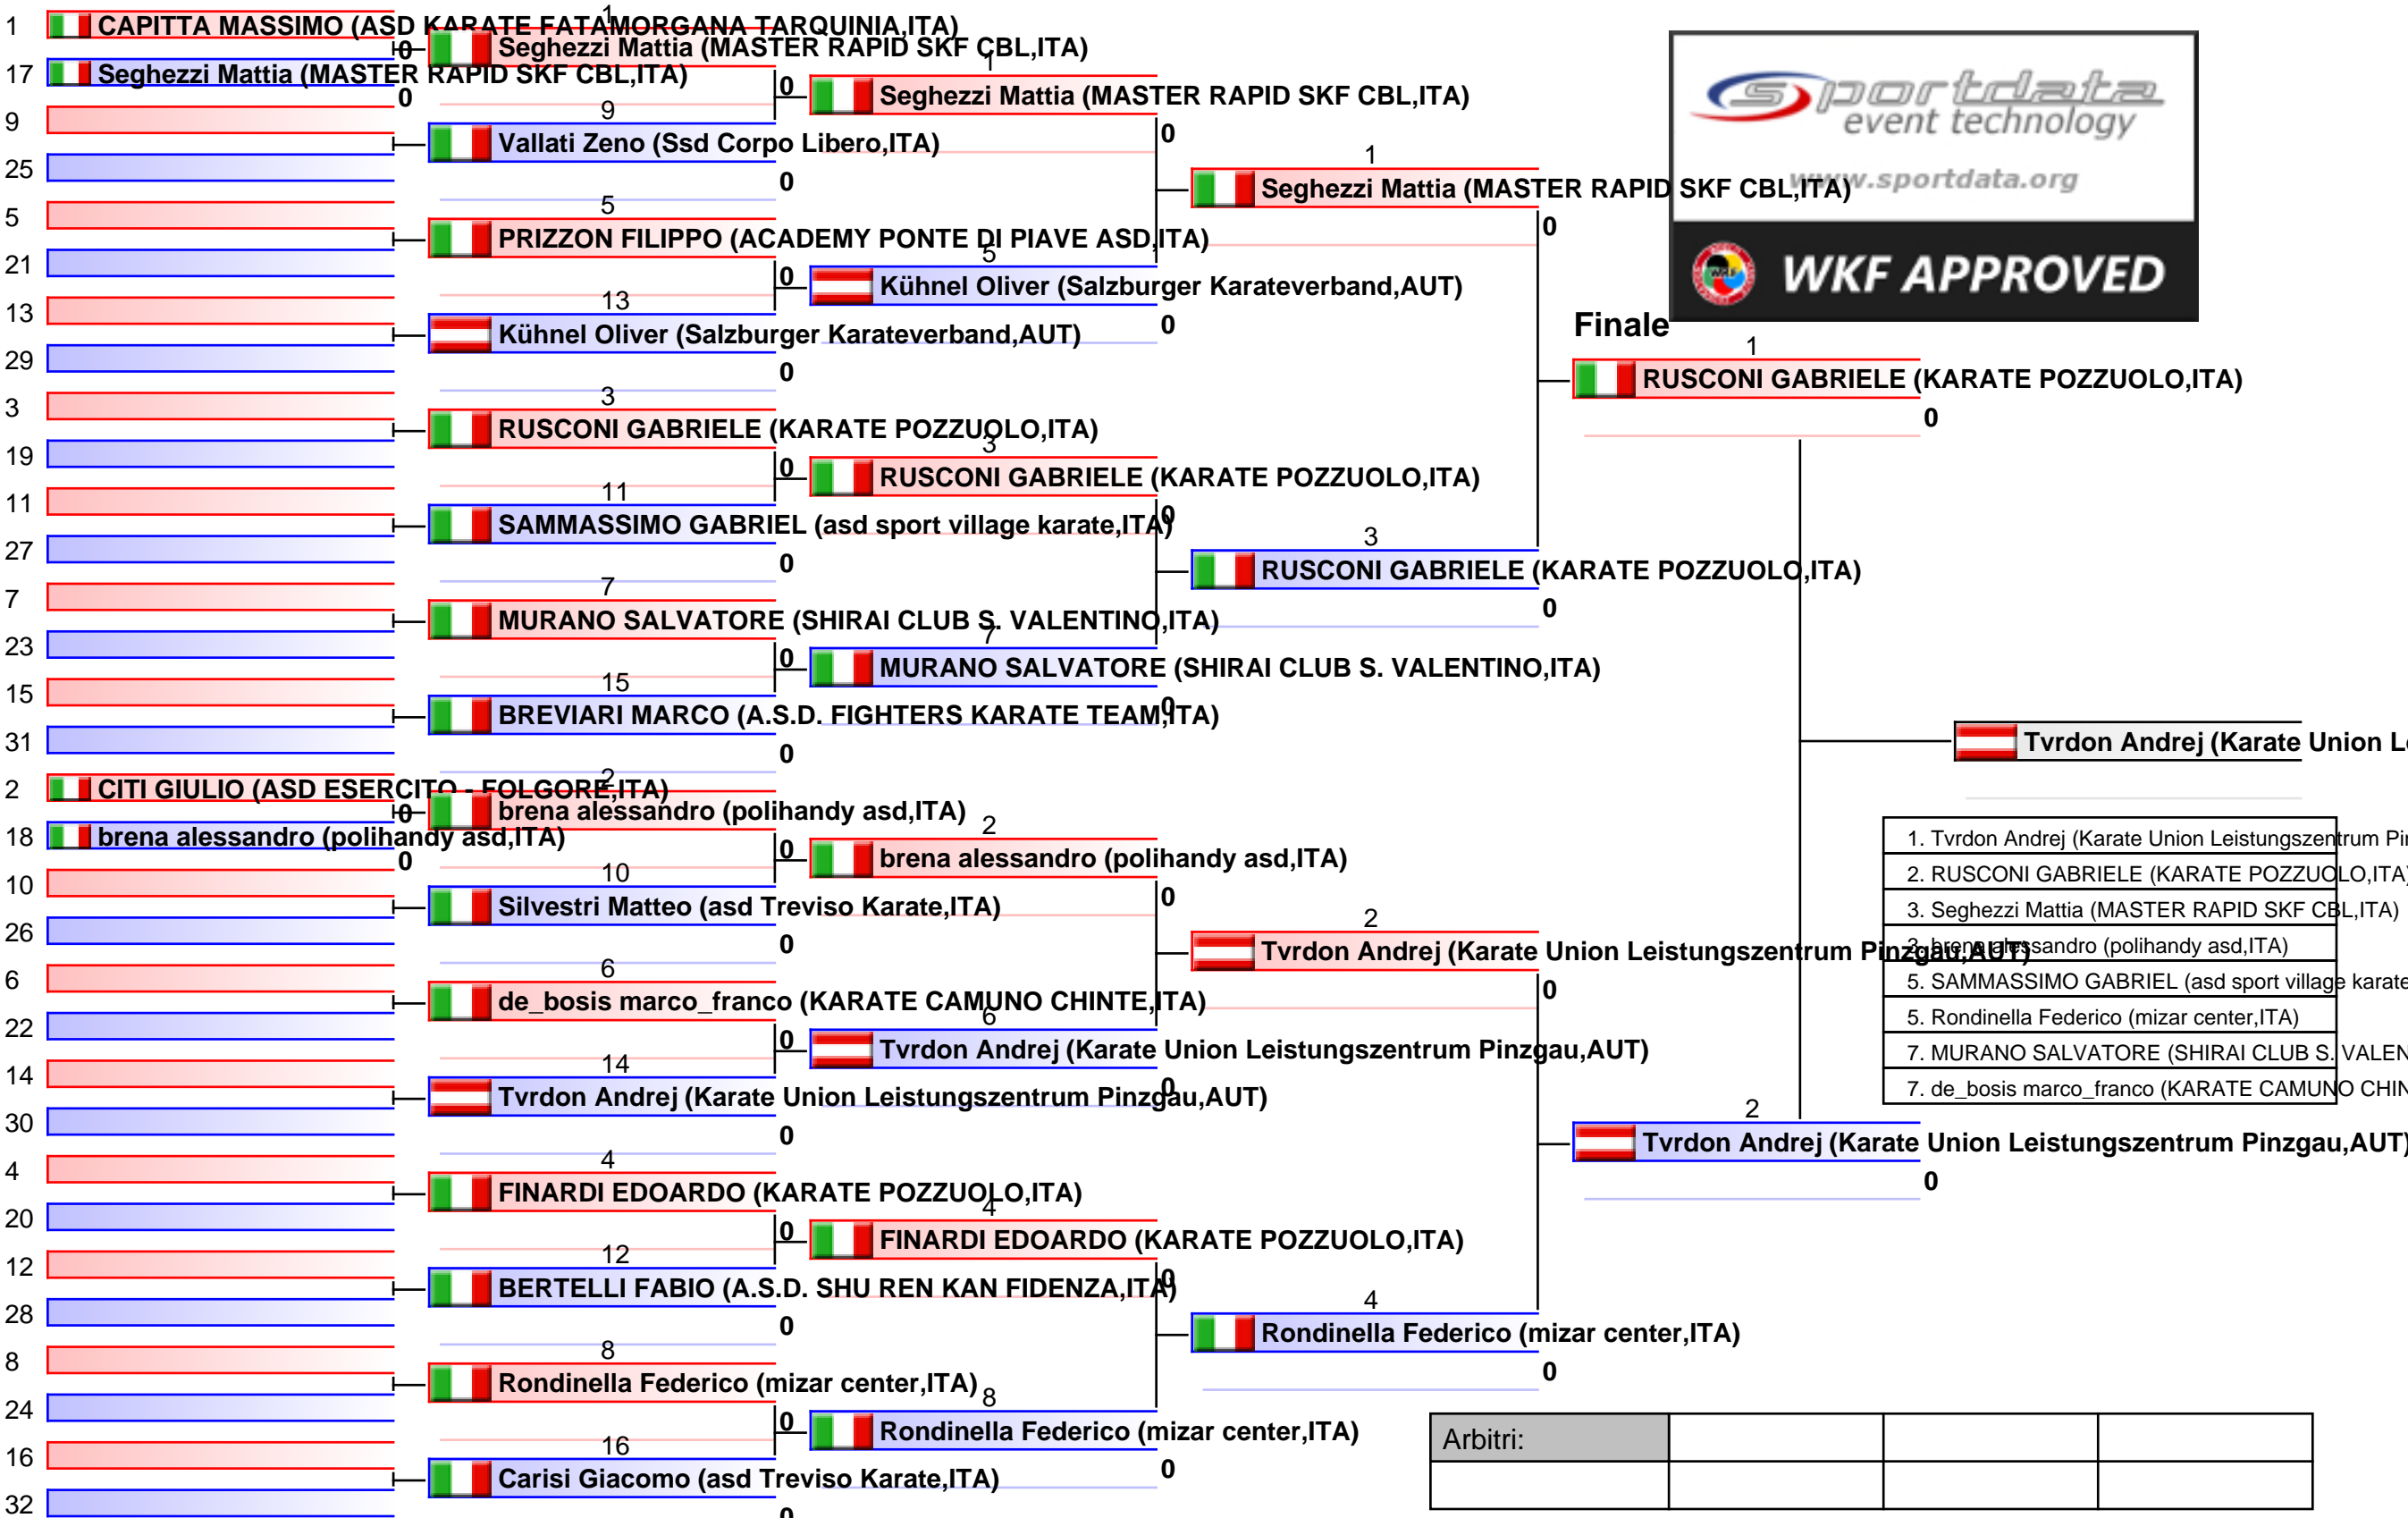 1 CAPITTA MASSIMO (ASD KARATE FATAMORGANA TARQUINIA,ITA)
0
17 Seghezzi Mattia (MASTER RAPID SKF CBL,ITA)
0
9
25
5
21
13
29
3
19
11
27
7
23
15
31
2 CITI GIULIO (ASD ESERCITO - FOLGORE,ITA)
0
18 brena alessandro (polihandy asd,ITA)
0
10
26
6
22
14
30
4
20
12
28
8
24
16
32
1
Seghezzi Mattia (MASTER RAPID SKF CBL,ITA)
0
9
Vallati Zeno (Ssd Corpo Libero,ITA)
0
5
PRIZZON FILIPPO (ACADEMY PONTE DI PIAVE ASD,ITA)
0
13
Kühnel Oliver (Salzburger Karateverband,AUT)
0
3
RUSCONI GABRIELE (KARATE POZZUOLO,ITA)
0
11
SAMMASSIMO GABRIEL (asd sport village karate,ITA)
0
7
MURANO SALVATORE (SHIRAI CLUB S. VALENTINO,ITA)
0
15
BREVIARI MARCO (A.S.D. FIGHTERS KARATE TEAM,ITA)
0
2
brena alessandro (polihandy asd,ITA)
0
10
Silvestri Matteo (asd Treviso Karate,ITA)
0
6
de_bosis marco_franco (KARATE CAMUNO CHINTE,ITA)
0
14
Tvrdon Andrej (Karate Union Leistungszentrum Pinzgau,AUT)
0
4
FINARDI EDOARDO (KARATE POZZUOLO,ITA)
0
12
BERTELLI FABIO (A.S.D. SHU REN KAN FIDENZA,ITA)
0
8
Rondinella Federico (mizar center,ITA)
0
16
Carisi Giacomo (asd Treviso Karate,ITA)
0
1
Seghezzi Mattia (MASTER RAPID SKF CBL,ITA)
0
5
Kühnel Oliver (Salzburger Karateverband,AUT)
0
3
RUSCONI GABRIELE (KARATE POZZUOLO,ITA)
0
7
MURANO SALVATORE (SHIRAI CLUB S. VALENTINO,ITA)
0
2
brena alessandro (polihandy asd,ITA)
0
6
Tvrdon Andrej (Karate Union Leistungszentrum Pinzgau,AUT)
0
4
FINARDI EDOARDO (KARATE POZZUOLO,ITA)
0
8
Rondinella Federico (mizar center,ITA)
0
1
Seghezzi Mattia (MASTER RAPID SKF CBL,ITA)
0
3
RUSCONI GABRIELE (KARATE POZZUOLO,ITA)
0
2
Tvrdon Andrej (Karate Union Leistungszentrum Pinzgau,AUT)
0
4
Rondinella Federico (mizar center,ITA)
0
sportdata
event technology
www.sportdata.org
WKF APPROVED
Finale
1
RUSCONI GABRIELE (KARATE POZZUOLO,ITA)
0
2
Tvrdon Andrej (Karate Union Leistungszentrum Pinzgau,AUT)
0
Tvrdon Andrej (Karate Union L
1. Tvrdon Andrej (Karate Union Leistungszentrum Pi
2. RUSCONI GABRIELE (KARATE POZZUOLO,ITA)
3. Seghezzi Mattia (MASTER RAPID SKF CBL,ITA)
3. brena alessandro (polihandy asd,ITA)
5. SAMMASSIMO GABRIEL (asd sport village karate
5. Rondinella Federico (mizar center,ITA)
7. MURANO SALVATORE (SHIRAI CLUB S. VALEN
7. de_bosis marco_franco (KARATE CAMUNO CHIN
Arbitri: